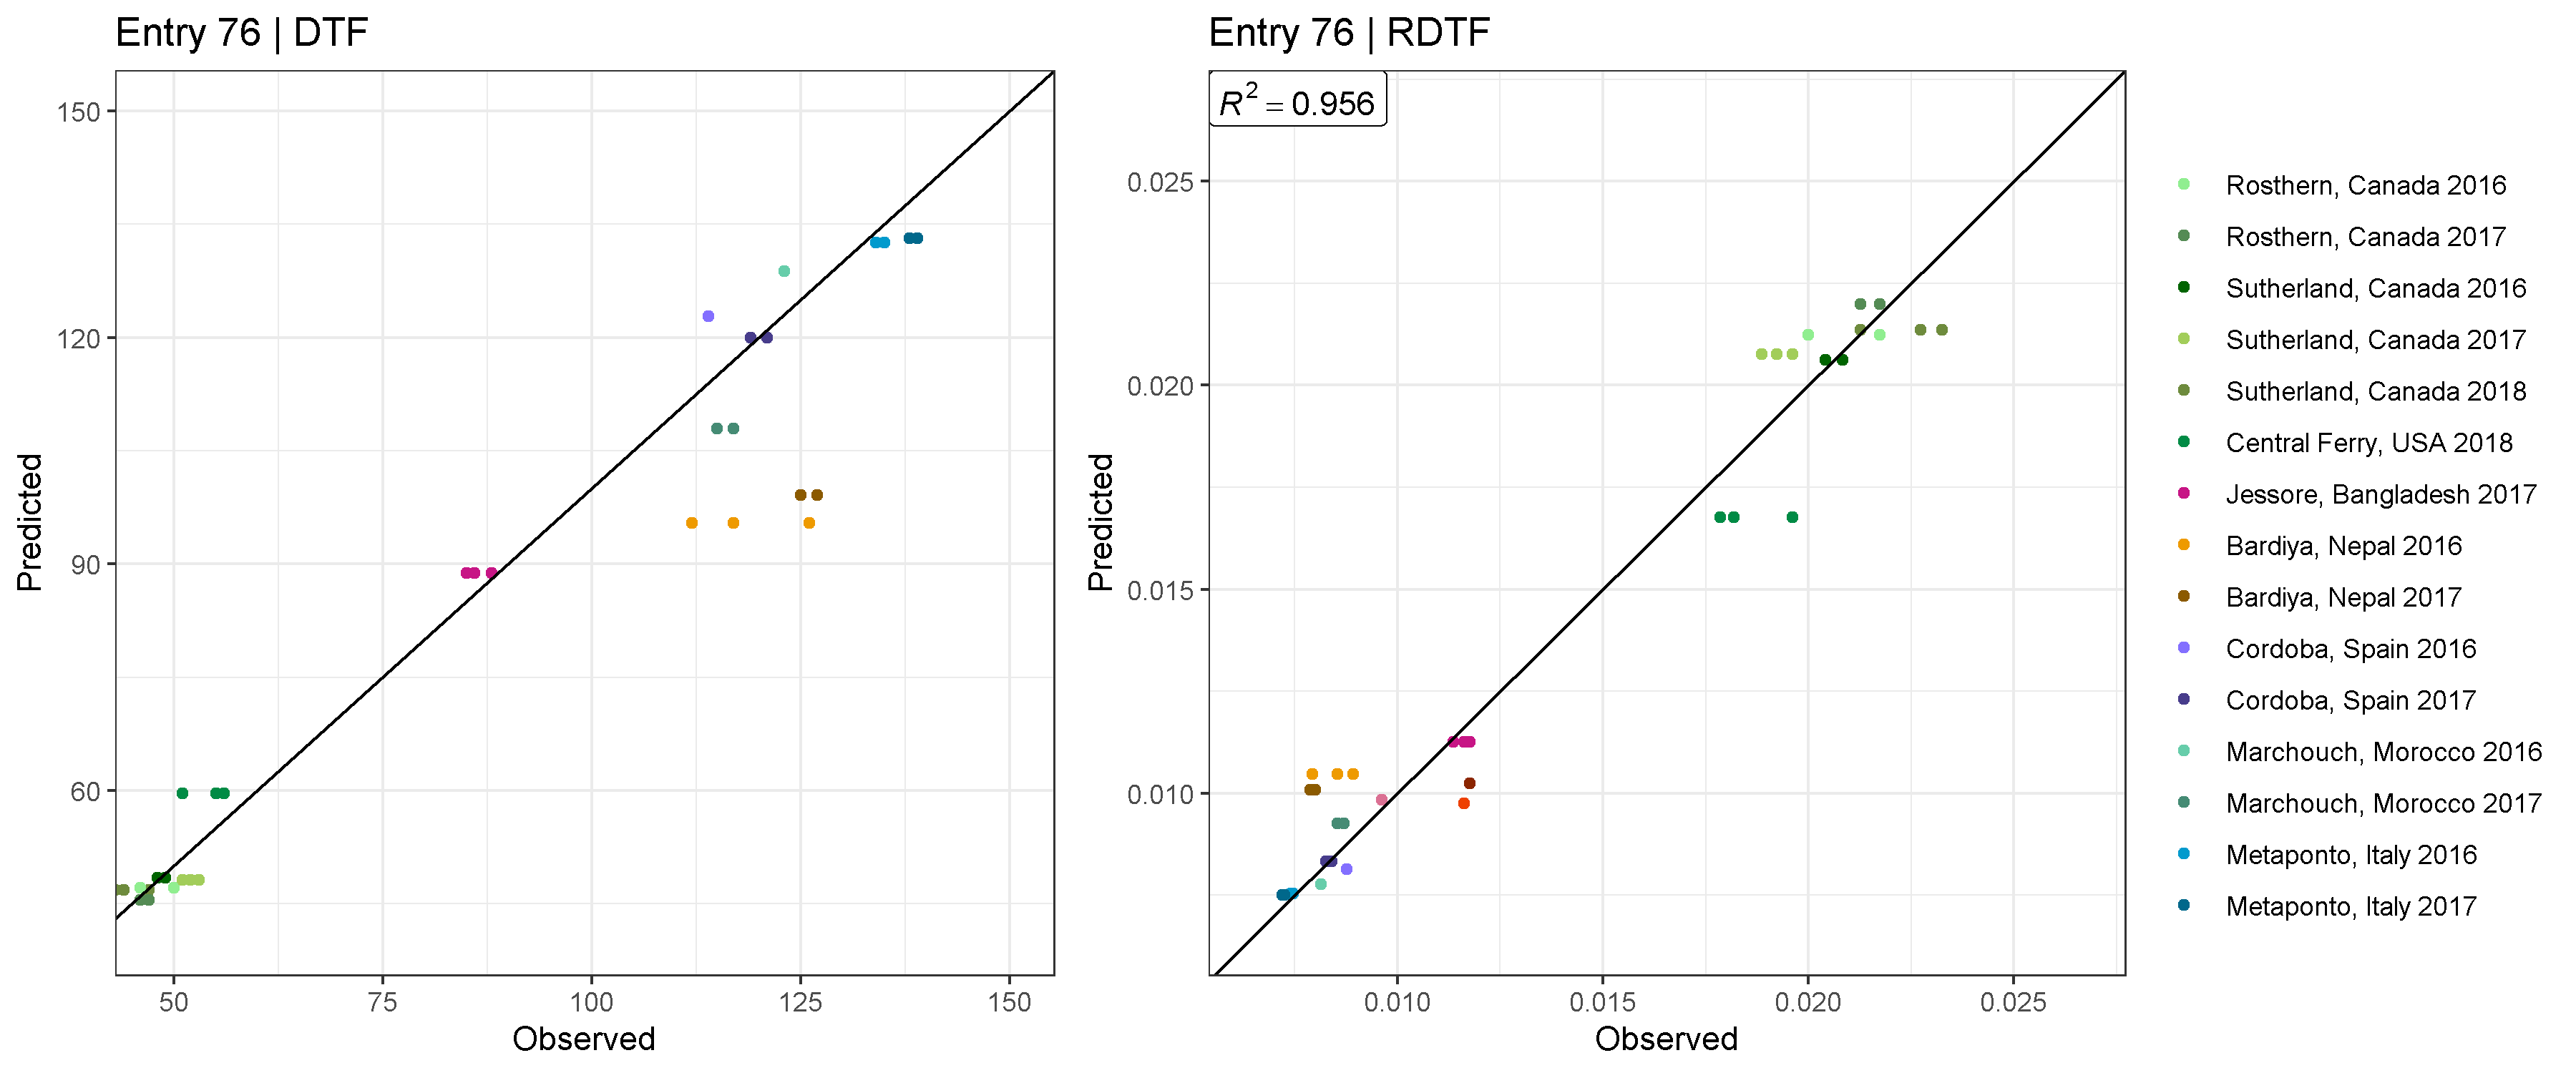 Entry 76 | DTF
150
120
90
60
Predicted
50 75 100 125 150
Observed
Entry 76 | RDTF
R² = 0.956
0.025
0.020
0.015
0.010
Predicted
0.010 0.015 0.020 0.025
Observed
Rosthern, Canada 2016
Rosthern, Canada 2017
Sutherland, Canada 2016
Sutherland, Canada 2017
Sutherland, Canada 2018
Central Ferry, USA 2018
Jessore, Bangladesh 2017
Bardiya, Nepal 2016
Bardiya, Nepal 2017
Cordoba, Spain 2016
Cordoba, Spain 2017
Marchouch, Morocco 2016
Marchouch, Morocco 2017
Metaponto, Italy 2016
Metaponto, Italy 2017